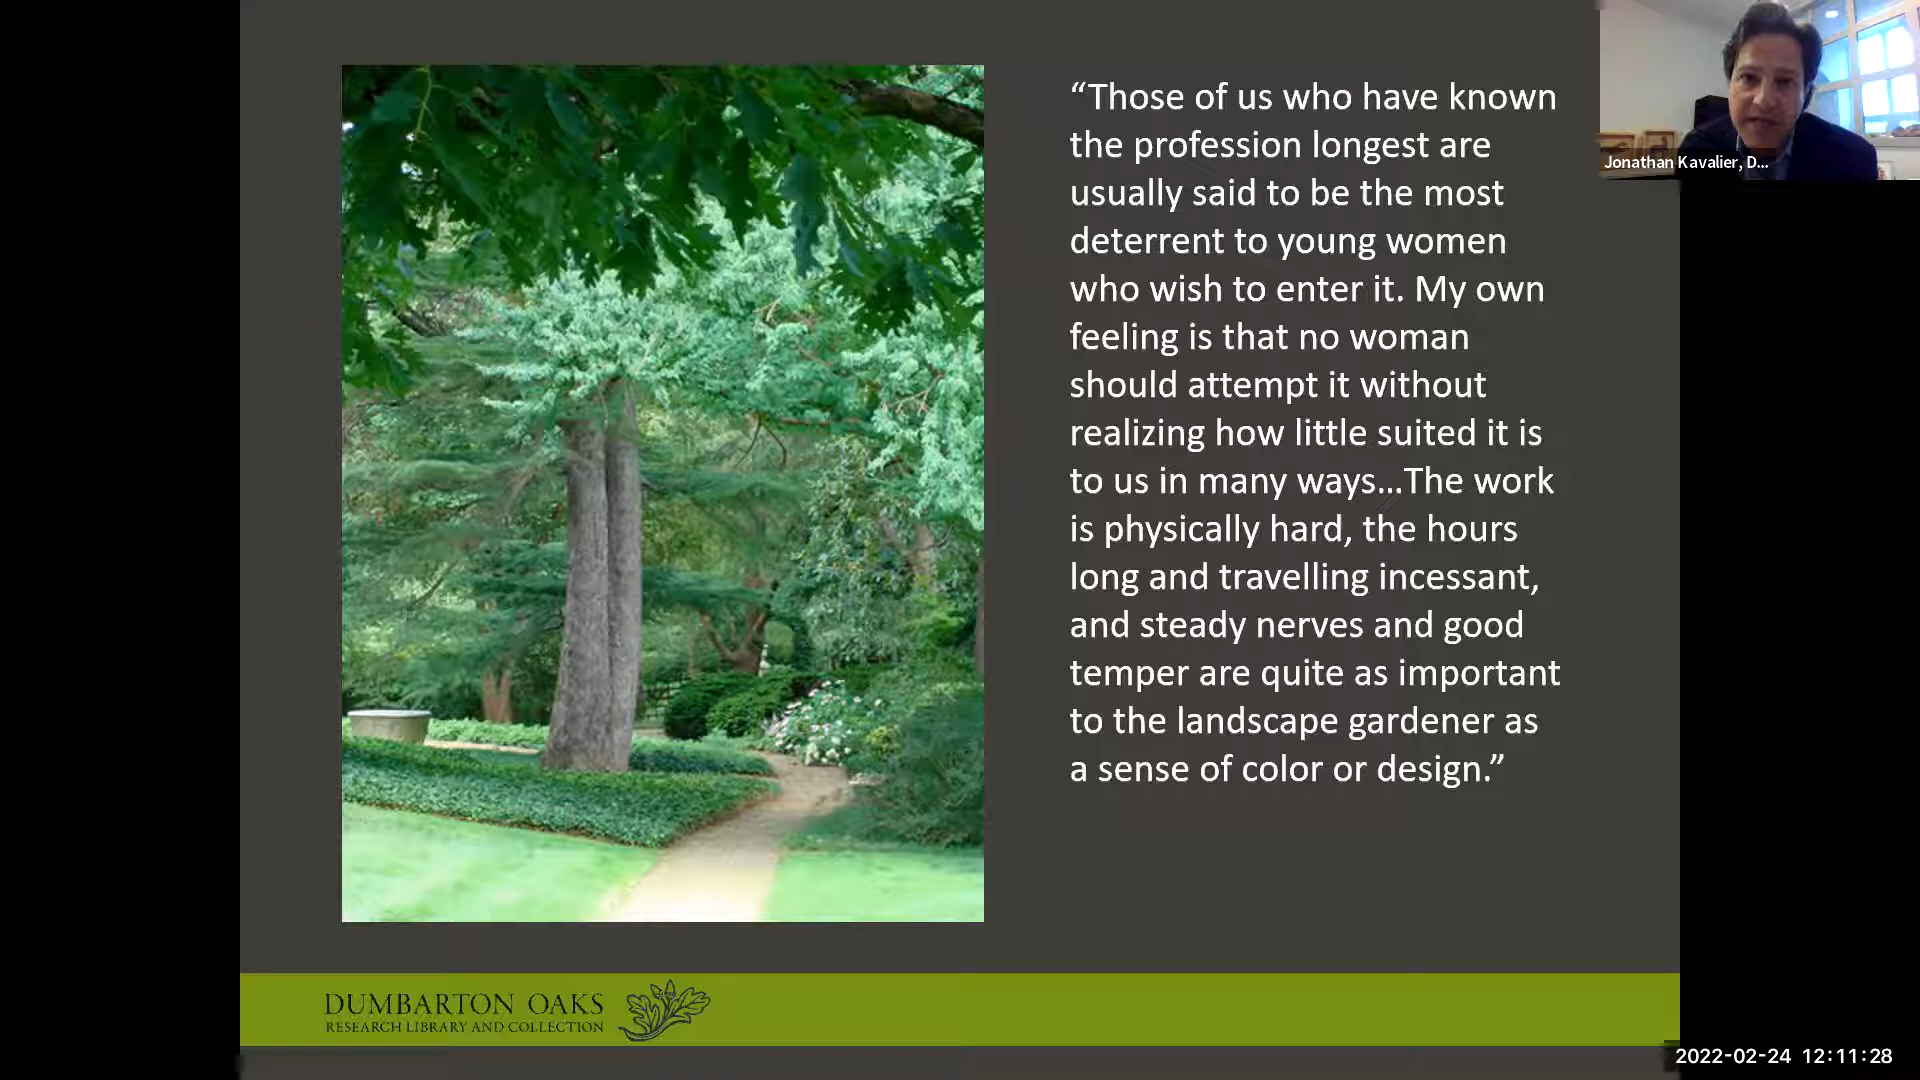 “Those of us who have known
the profession longest are
usually said to be the most
deterrent to young women
who wish to enter it. My own
feeling is that no woman
should attempt it without
realizing how little suited it is
to us in many ways...The work
is physically hard, the hours
long and travelling incessant,
and steady nerves and good
temper are quite as important
to the landscape gardener as
a sense of color or design.”
Jonathan Kavalier, D...
DUMBARTON OAKS
RESEARCH LIBRARY AND COLLECTION
2022-02-24 12:11:28